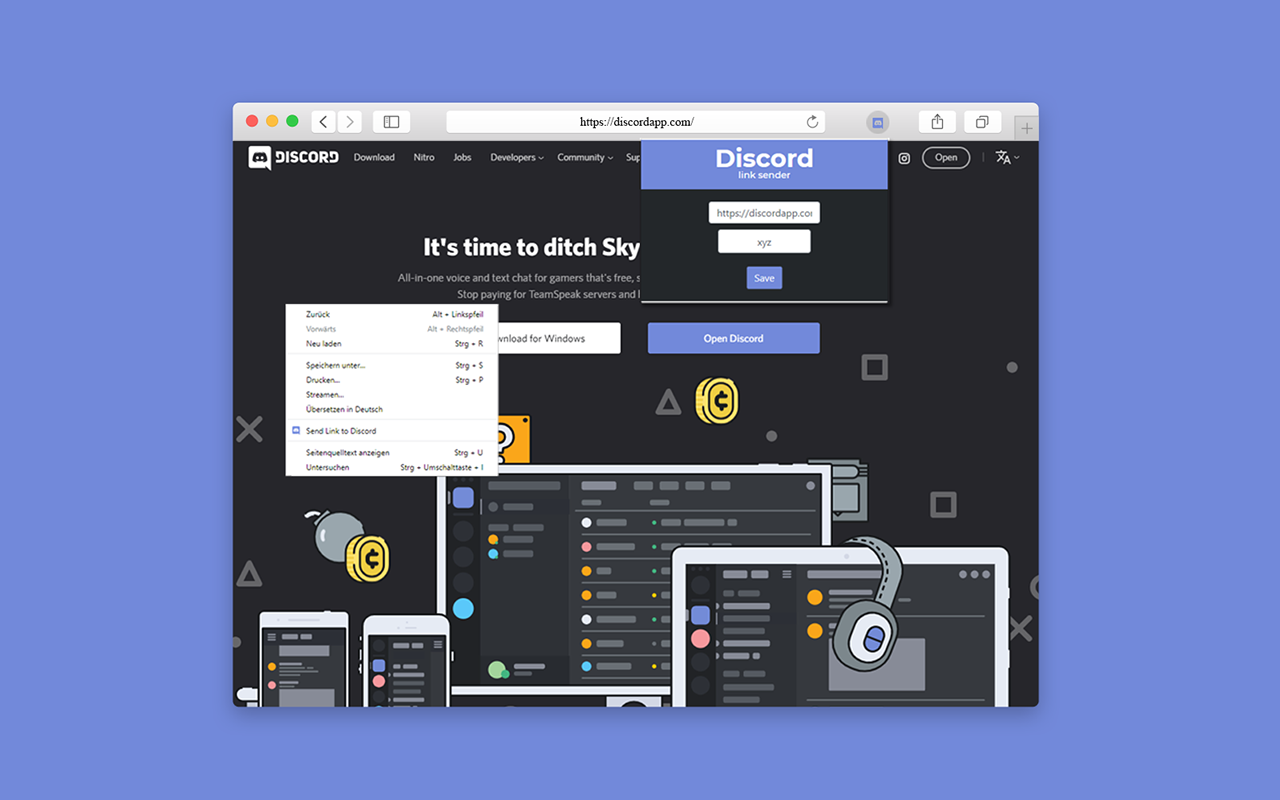 https://discordapp.com/
DISCORD
Download
Nitro
Jobs
Developers
Community
Sup
Open
Discord
link sender
https://discordapp.co
xyz
Save
It's time to ditch Sky
All-in-one voice and text chat for gamers that's free, s
Stop paying for TeamSpeak servers and
wnload for Windows
Open Discord
Zurück Alt + Linkspfeil
Vorwärts Alt + Rechtspfeil
Neu laden Strg + R
Speichern unter... Strg + S
Drucken... Strg + P
Streamen...
Übersetzen in Deutsch
Send Link to Discord
Seitenquelltext anzeigen Strg + U
Untersuchen Strg + Umschalttaste + I